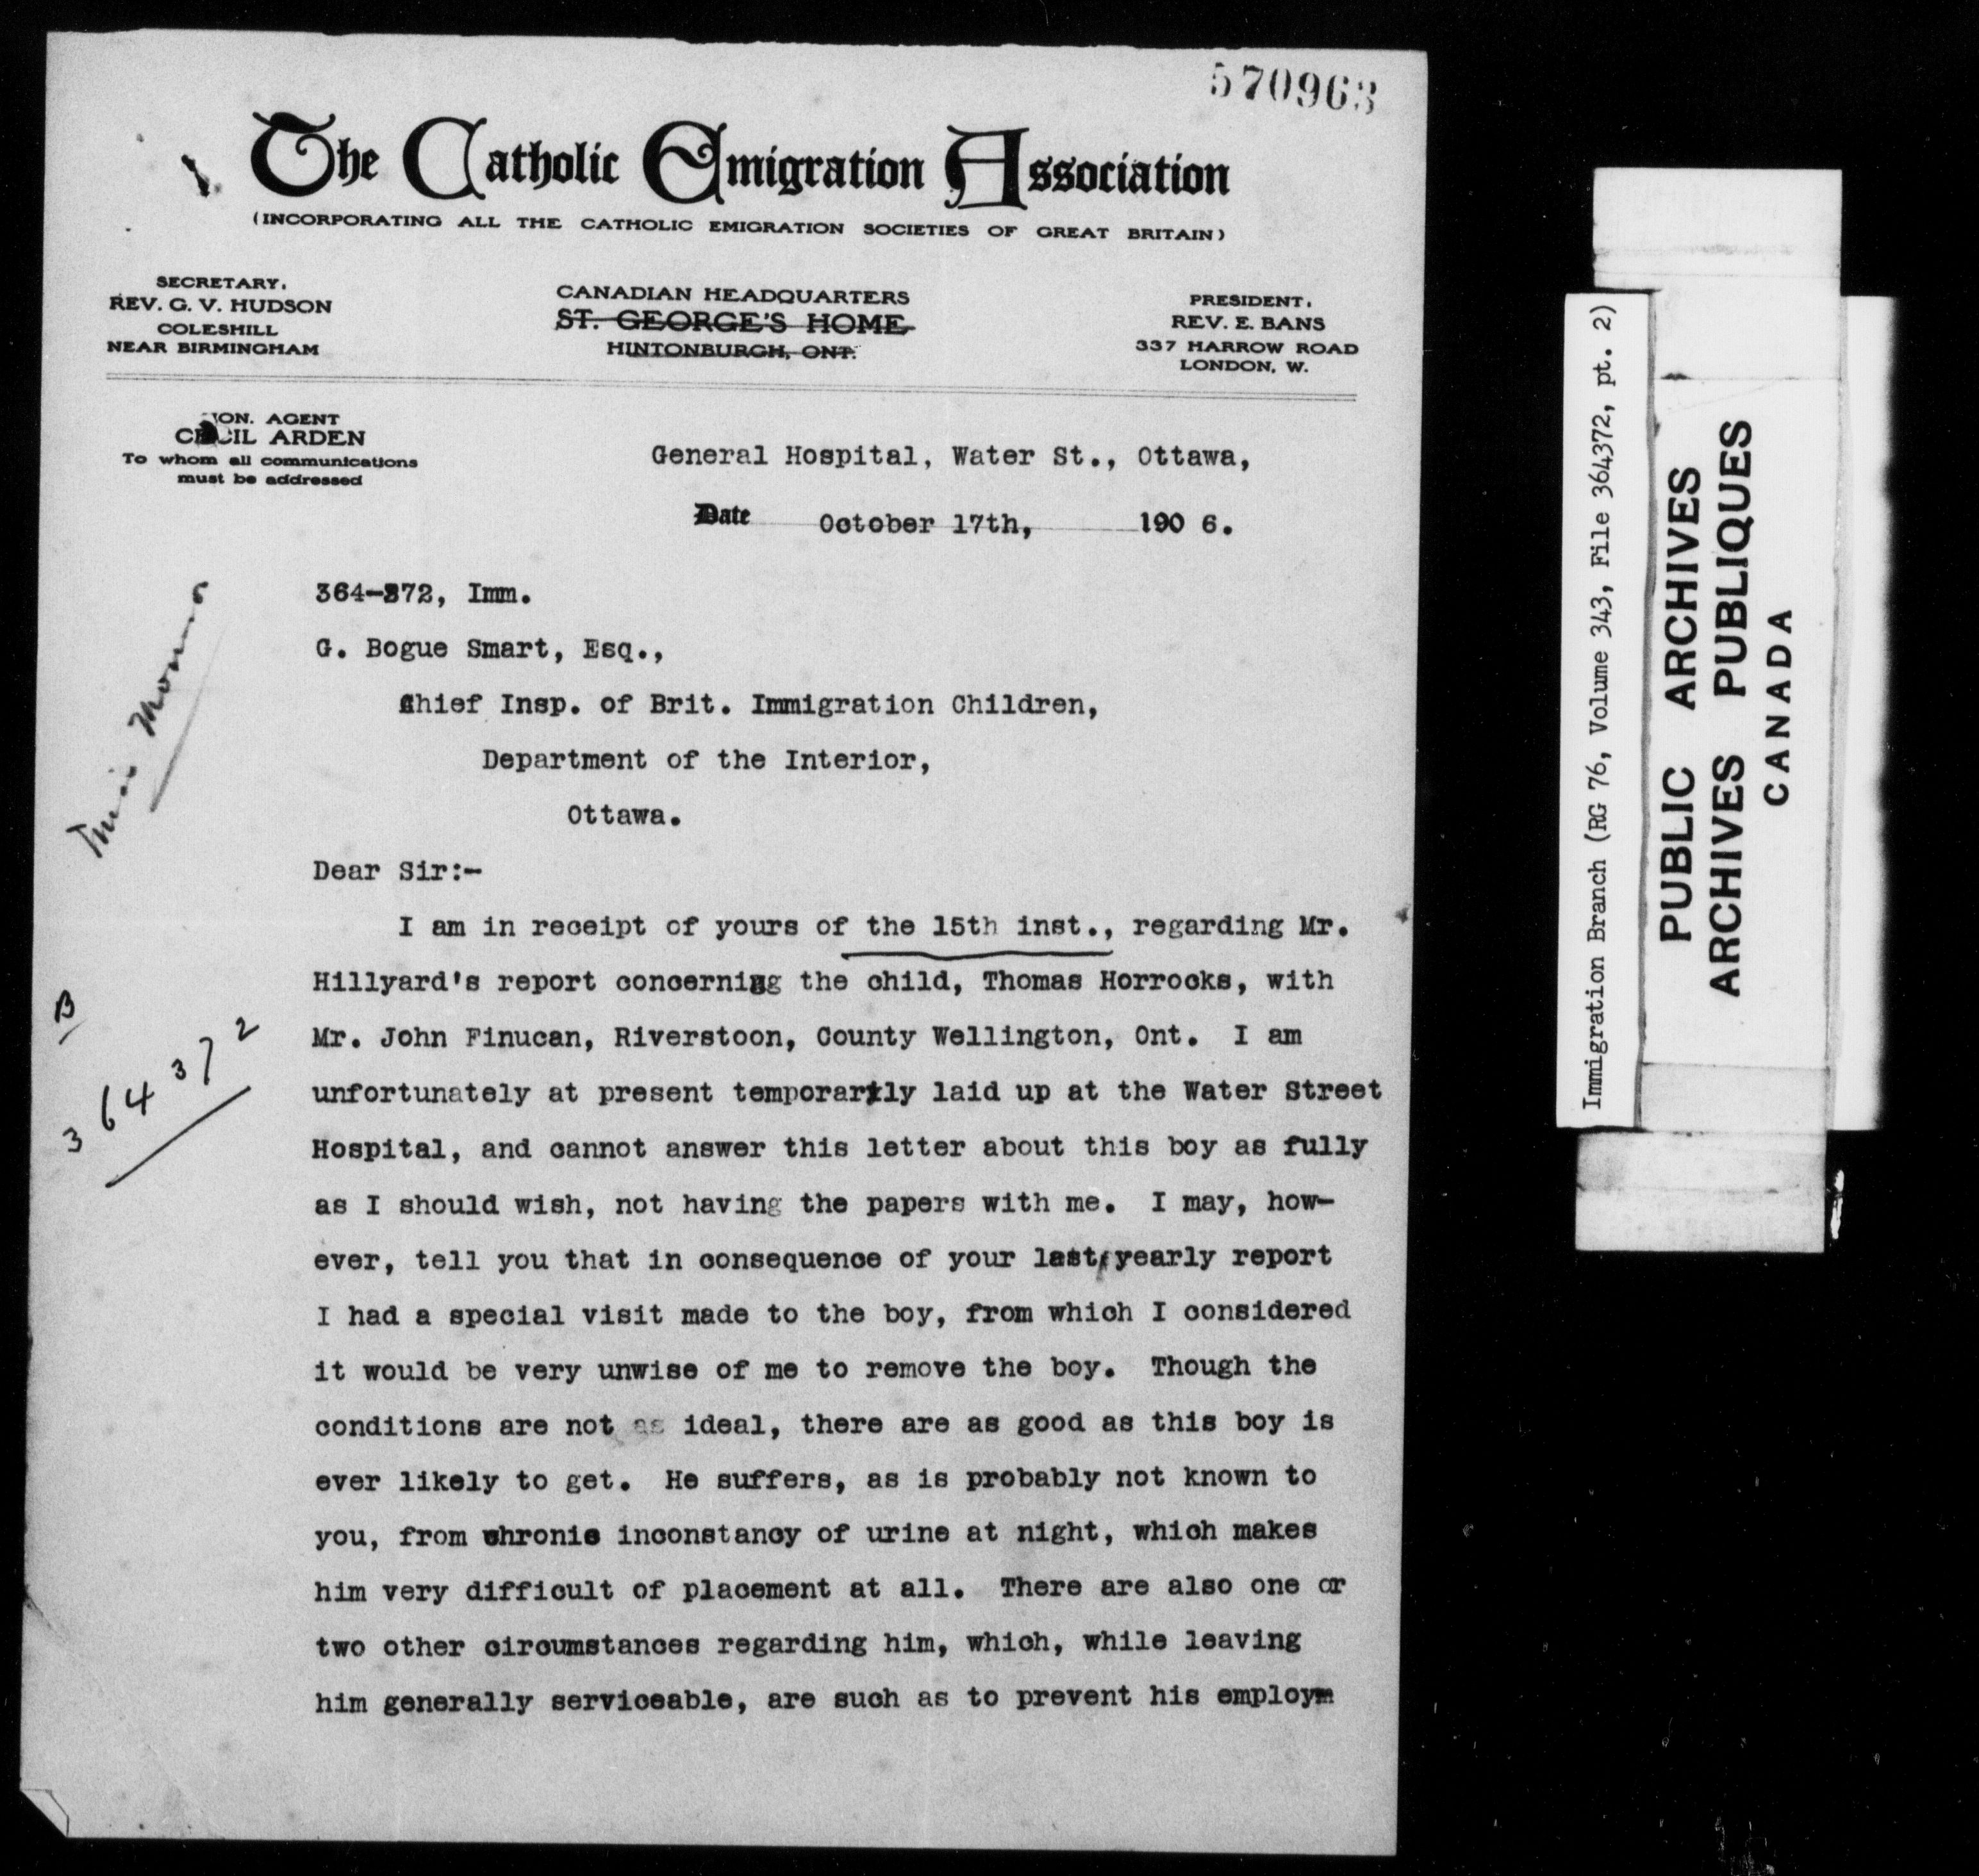 570963
The Catholic Emigration Association
(INCORPORATING ALL THE CATHOLIC EMIGRATION SOCIETIES OF GREAT BRITAIN)
SECRETARY,
REV. G. V. HUDSON
COLESHILL
NEAR BIRMINGHAM
CANADIAN HEADQUARTERS
ST. GEORGE'S HOME
HINTONBURGH, ONT.
PRESIDENT,
REV. E. BANS
337 HARROW ROAD
LONDON, W.
HON. AGENT
CECIL ARDEN
To whom all communications
must be addressed
General Hospital, Water St., Ottawa,
Date October 17th, 190 6.
364-372, Imm.
G. Bogue Smart, Esq.,
Chief Insp. of Brit. Immigration Children,
Department of the Interior,
Ottawa.
Miss
Dear Sir:-
I am in receipt of yours of the 15th inst., regarding Mr.
Hillyard's report concerning the child, Thomas Horrocks, with
Mr. John Finucan, Riverstoon, County Wellington, Ont. I am
unfortunately at present temporarily laid up at the Water Street
Hospital, and cannot answer this letter about this boy as fully
as I should wish, not having the papers with me. I may, how-
ever, tell you that in consequence of your last yearly report
I had a special visit made to the boy, from which I considered
it would be very unwise of me to remove the boy. Though the
conditions are not as ideal, there are as good as this boy is
ever likely to get. He suffers, as is probably not known to
you, from chronic inconstancy of urine at night, which makes
him very difficult of placement at all. There are also one or
two other circumstances regarding him, which, while leaving
him generally serviceable, are such as to prevent his employm
B
364372
Immigration Branch (RG 76, Volume 343, File 364372, pt. 2)
PUBLIC ARCHIVES
ARCHIVES PUBLIQUES
CANADA